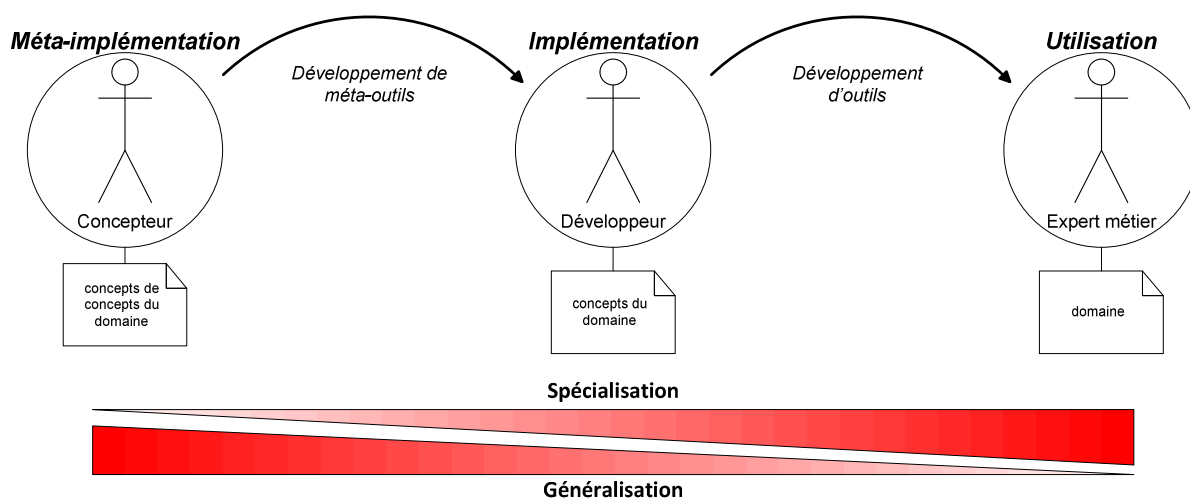 Méta-implémentation
Implémentation
Utilisation
Développement de
méta-outils
Développement
d'outils
Concepteur
Développeur
Expert métier
concepts de
concepts du
domaine
concepts du
domaine
domaine
Spécialisation
Généralisation